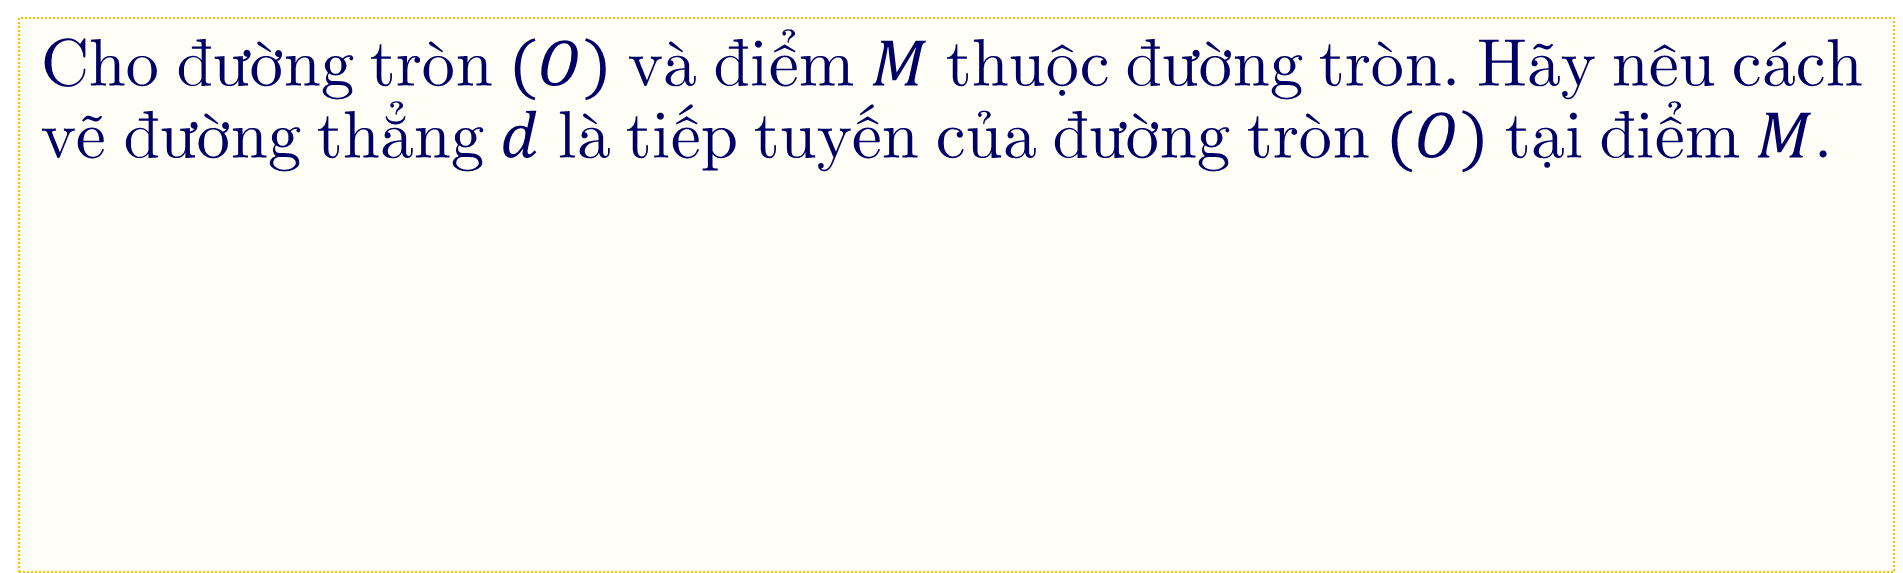 Cho đường tròn (O) và điểm M thuộc đường tròn. Hãy nêu cách
vẽ đường thẳng d là tiếp tuyến của đường tròn (O) tại điểm M.